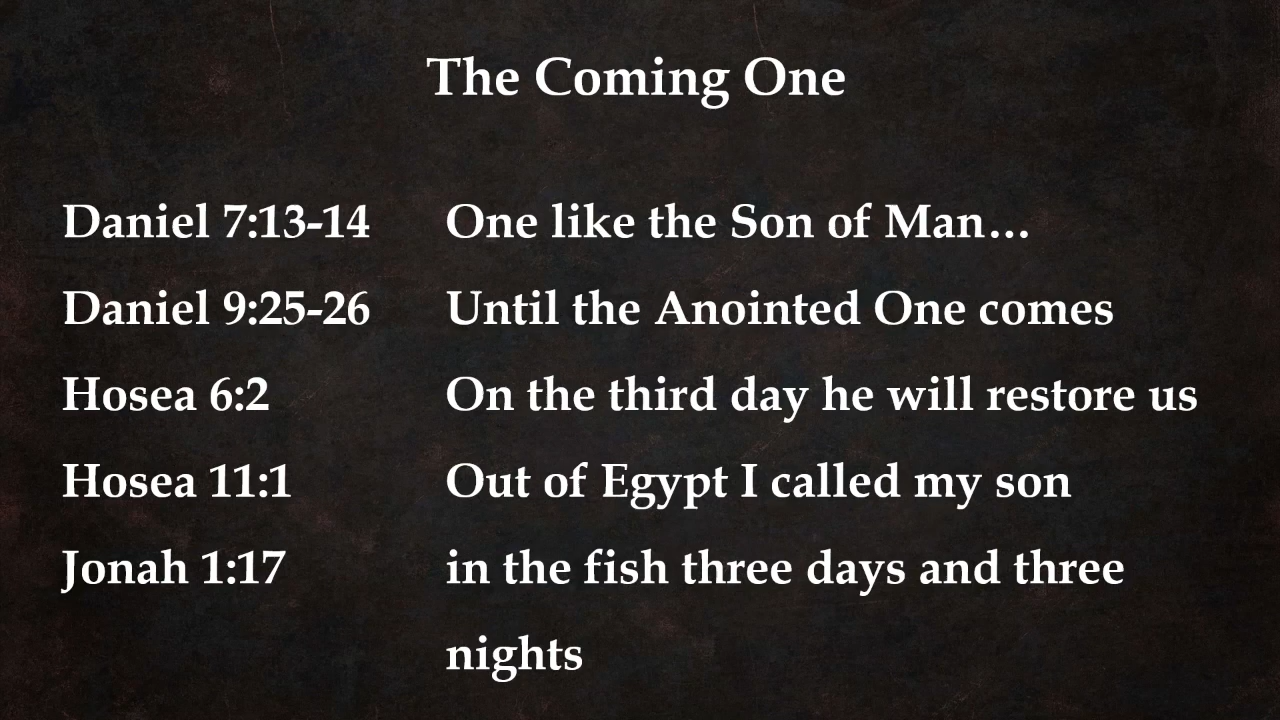 The Coming One
Daniel 7:13-14 One like the Son of Man…
Daniel 9:25-26 Until the Anointed One comes
Hosea 6:2 On the third day he will restore us
Hosea 11:1 Out of Egypt I called my son
Jonah 1:17 in the fish three days and three
nights